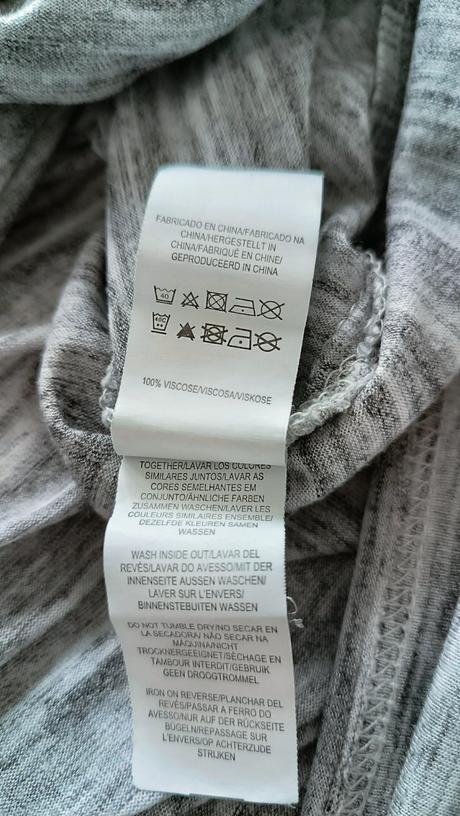 FABRICADO EN CHINA/FABRICADO NA
CHINA/HERGESTELLT IN
CHINA/FABRIQUÉ EN CHINE/
GEPRODUCEERD IN CHINA
40
40C
100% VISCOSE/VISCOSA/VISKOSE
TOGETHER/LAVAR LOS COLORES
SIMILARES JUNTOS/LAVAR AS
CORES SEMELHANTES EM
CONJUNTO/ÄHNLICHE FARBEN
ZUSAMMEN WASCHEN/LAVER LES
COULEURS SIMILAIRES ENSEMBLE/
DEZELFDE KLEUREN SAMEN
WASSEN
WASH INSIDE OUT/LAVAR DEL
REVÉS/LAVAR DO AVESSO/MIT DER
INNENSEITE AUSSEN WASCHEN/
LAVER SUR L'ENVERS/
BINNENSTEBUITEN WASSEN
DO NOT TUMBLE DRY/NO SECAR EN
LA SECADORA/ NÃO SECAR NA
MÁQUINA/NICHT
TROCKNERGEEIGNET/SÈCHAGE EN
TAMBOUR INTERDIT/GEBRUIK
GEEN DROOGTROMMEL
IRON ON REVERSE/PLANCHAR DEL
REVÉS/PASSAR A FERRO DO
AVESSO/NUR AUF DER RÜCKSEITE
BÜGELN/REPASSAGE SUR
L'ENVERS/OP ACHTERZIJDE
STRIJKEN